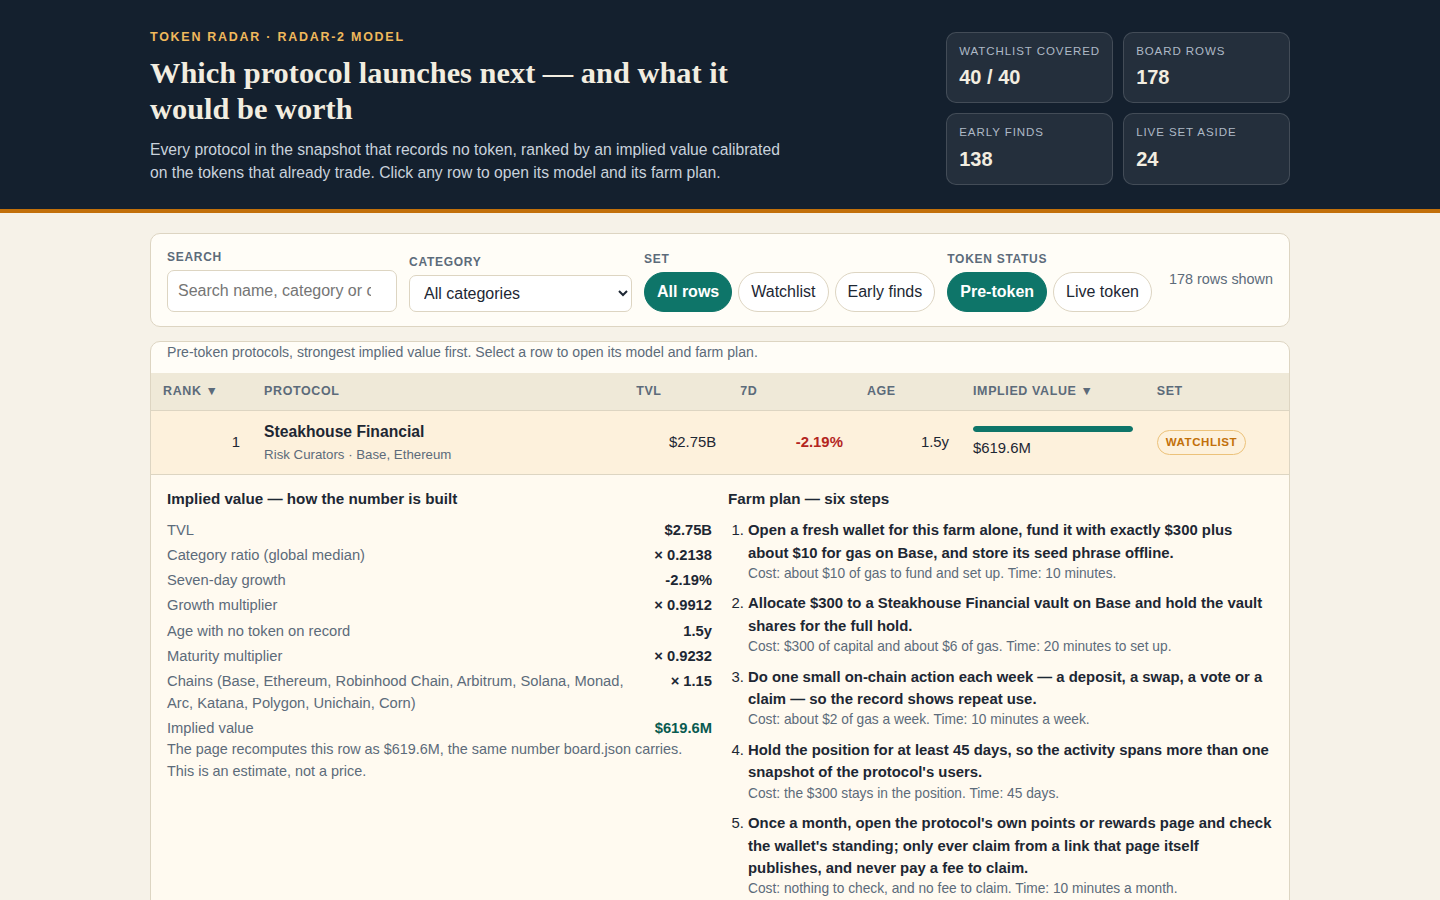 TOKEN RADAR · RADAR-2 MODEL
Which protocol launches next — and what it
would be worth
Every protocol in the snapshot that records no token, ranked by an implied value calibrated
on the tokens that already trade. Click any row to open its model and its farm plan.
WATCHLIST COVERED
40 / 40
BOARD ROWS
178
EARLY FINDS
138
LIVE SET ASIDE
24
SEARCH
Search name, category or c
CATEGORY
All categories
SET
All rows
Watchlist
Early finds
TOKEN STATUS
Pre-token
Live token
178 rows shown
Pre-token protocols, strongest implied value first. Select a row to open its model and farm plan.
RANK ▼ PROTOCOL TVL 7D AGE IMPLIED VALUE ▼ SET
1 Steakhouse Financial $2.75B -2.19% 1.5y $619.6M WATCHLIST
Risk Curators · Base, Ethereum
Implied value — how the number is built
TVL $2.75B
Category ratio (global median) × 0.2138
Seven-day growth -2.19%
Growth multiplier × 0.9912
Age with no token on record 1.5y
Maturity multiplier × 0.9232
Chains (Base, Ethereum, Robinhood Chain, Arbitrum, Solana, Monad, × 1.15
Arc, Katana, Polygon, Unichain, Corn)
Implied value $619.6M
The page recomputes this row as $619.6M, the same number board.json carries.
This is an estimate, not a price.
Farm plan — six steps
1. Open a fresh wallet for this farm alone, fund it with exactly $300 plus
about $10 for gas on Base, and store its seed phrase offline.
Cost: about $10 of gas to fund and set up. Time: 10 minutes.
2. Allocate $300 to a Steakhouse Financial vault on Base and hold the vault
shares for the full hold.
Cost: $300 of capital and about $6 of gas. Time: 20 minutes to set up.
3. Do one small on-chain action each week — a deposit, a swap, a vote or a
claim — so the record shows repeat use.
Cost: about $2 of gas a week. Time: 10 minutes a week.
4. Hold the position for at least 45 days, so the activity spans more than one
snapshot of the protocol's users.
Cost: the $300 stays in the position. Time: 45 days.
5. Once a month, open the protocol's own points or rewards page and check
the wallet's standing; only ever claim from a link that page itself
publishes, and never pay a fee to claim.
Cost: nothing to check, and no fee to claim. Time: 10 minutes a month.